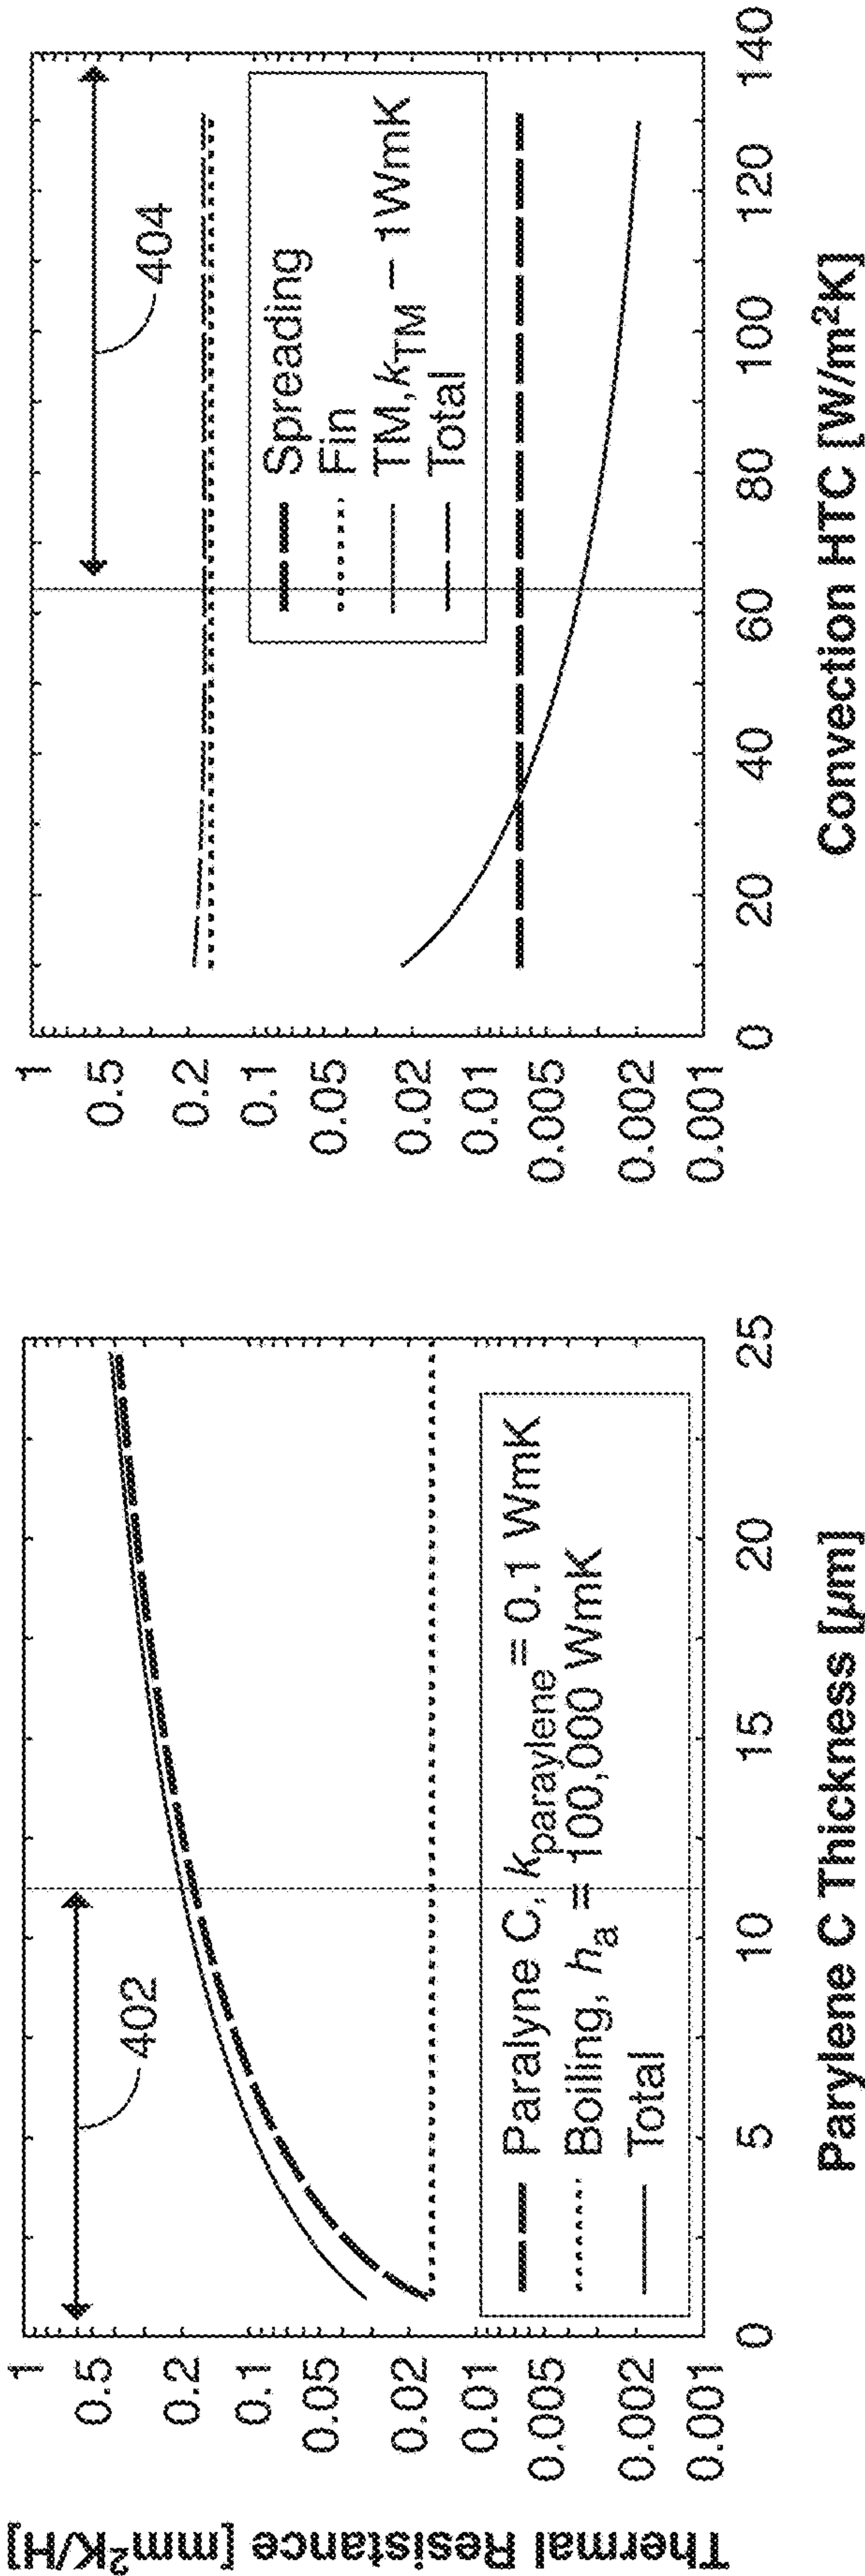 Thermal Resistance [mm²K/H]
1
0.5
0.2
0.1
0.05
0.02
0.01
0.005
0.002
0.001
402
Paralyne C, kparaylene = 0.1 WmK
Boiling, ha = 100,000 WmK
Total
0 5 10 15 20 25
Parylene C Thickness [µm]
1
0.5
0.2
0.1
0.05
0.02
0.01
0.005
0.002
0.001
404
Spreading
Fin
TM, kTM − 1WmK
Total
0 20 40 60 80 100 120 140
Convection HTC [W/m²K]